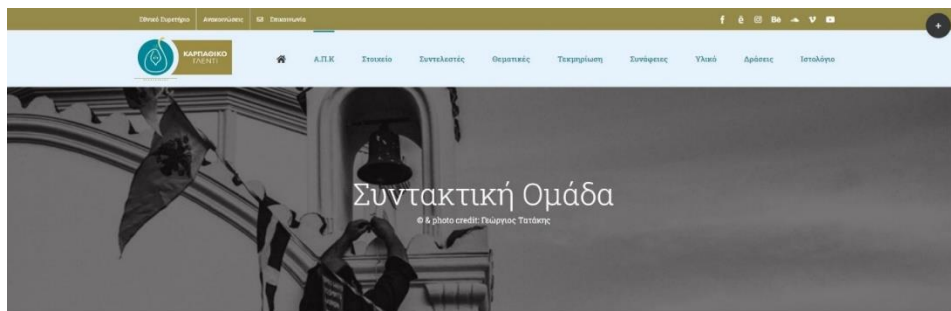 Εθνικό Ευρετήριο Ανακοινώσεις Επικοινωνία
ΚΑΡΠΑΘΙΚΟ
ΓΛΕΝΤΙ
Α.Π.Κ Στοιχείο Συντελεστές Θεματικές Τεκμηρίωση Συνάφειες Υλικό Δράσεις Ιστολόγιο
Συντακτική Ομάδα
© & photo credit: Γεώργιος Τατάκης